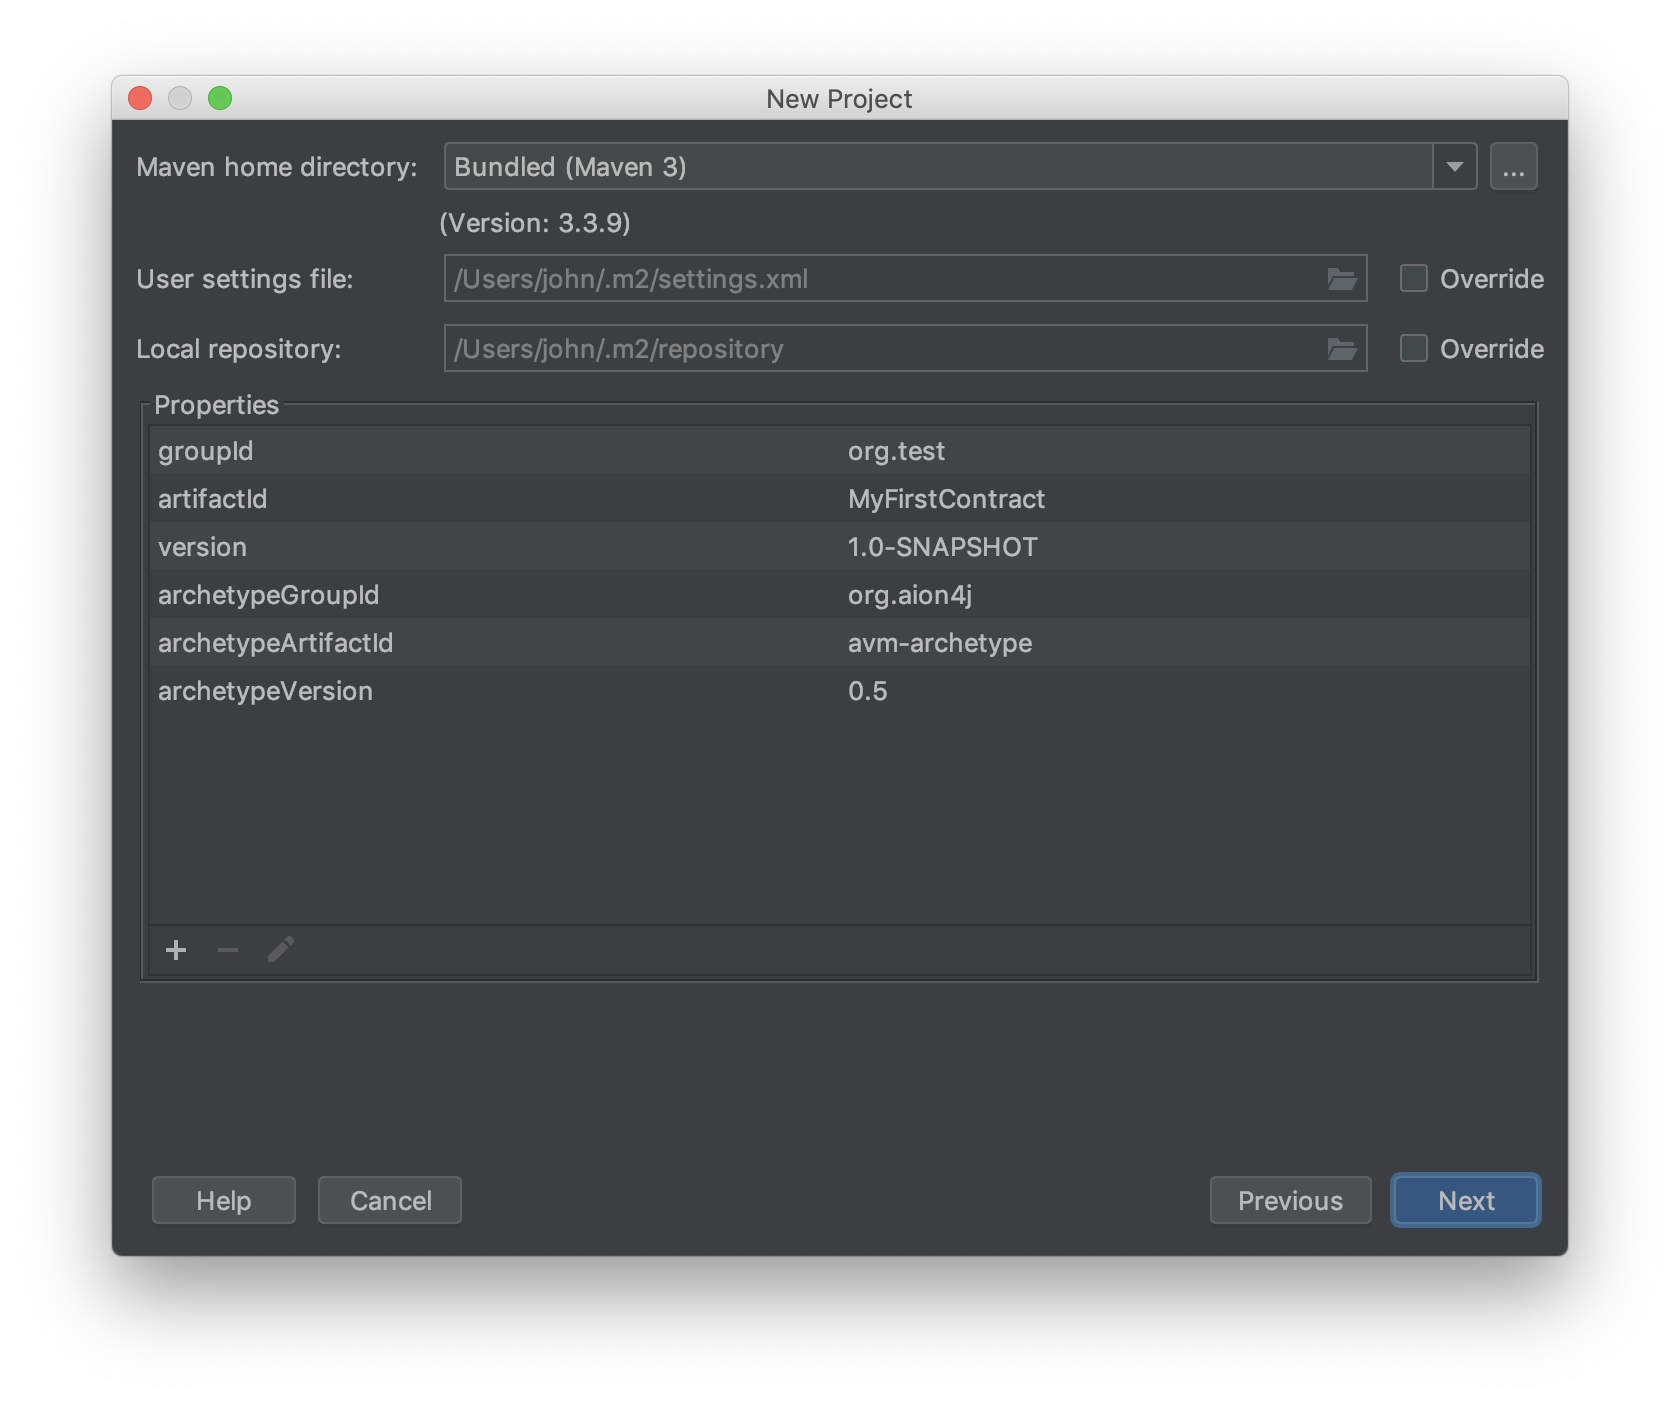 New Project
Maven home directory: Bundled (Maven 3) ...
(Version: 3.3.9)
User settings file: /Users/john/.m2/settings.xml Override
Local repository: /Users/john/.m2/repository Override
Properties
groupId org.test
artifactId MyFirstContract
version 1.0-SNAPSHOT
archetypeGroupId org.aion4j
archetypeArtifactId avm-archetype
archetypeVersion 0.5
Help Cancel Previous Next